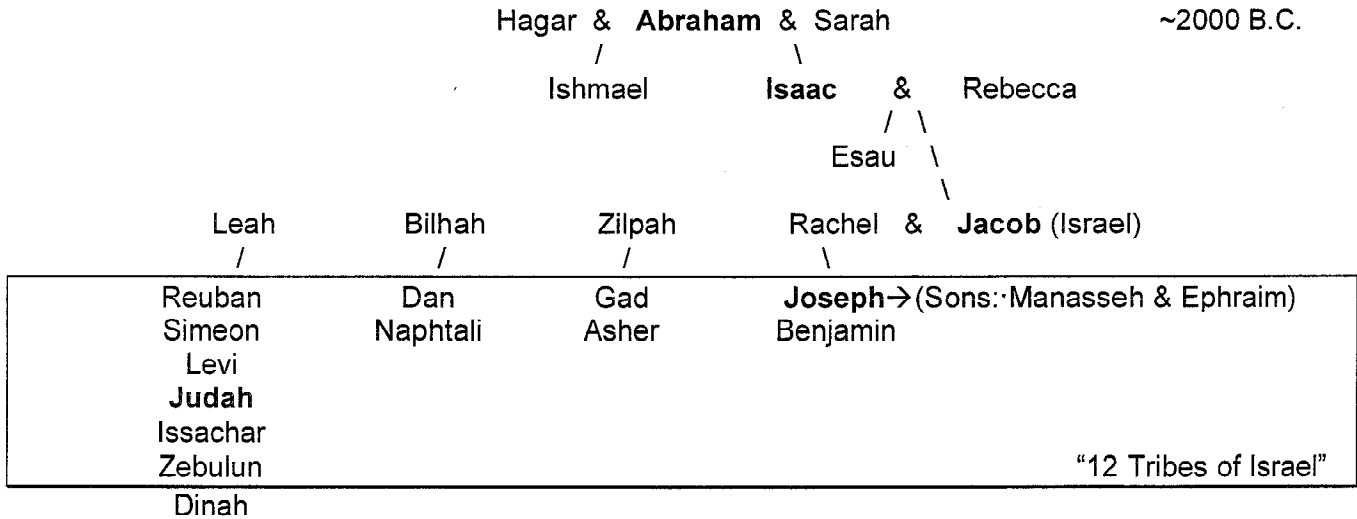 Hagar & Abraham & Sarah ~2000 B.C.
/ \
Ishmael Isaac & Rebecca
/ \
Esau \
\
Leah Bilhah Zilpah Rachel & Jacob (Israel)
/ / / \
Reuban Dan Gad Joseph→(Sons: Manasseh & Ephraim)
Simeon Naphtali Asher Benjamin
Levi
Judah
Issachar
Zebulun "12 Tribes of Israel"
Dinah